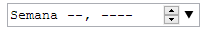 Semana --, ----